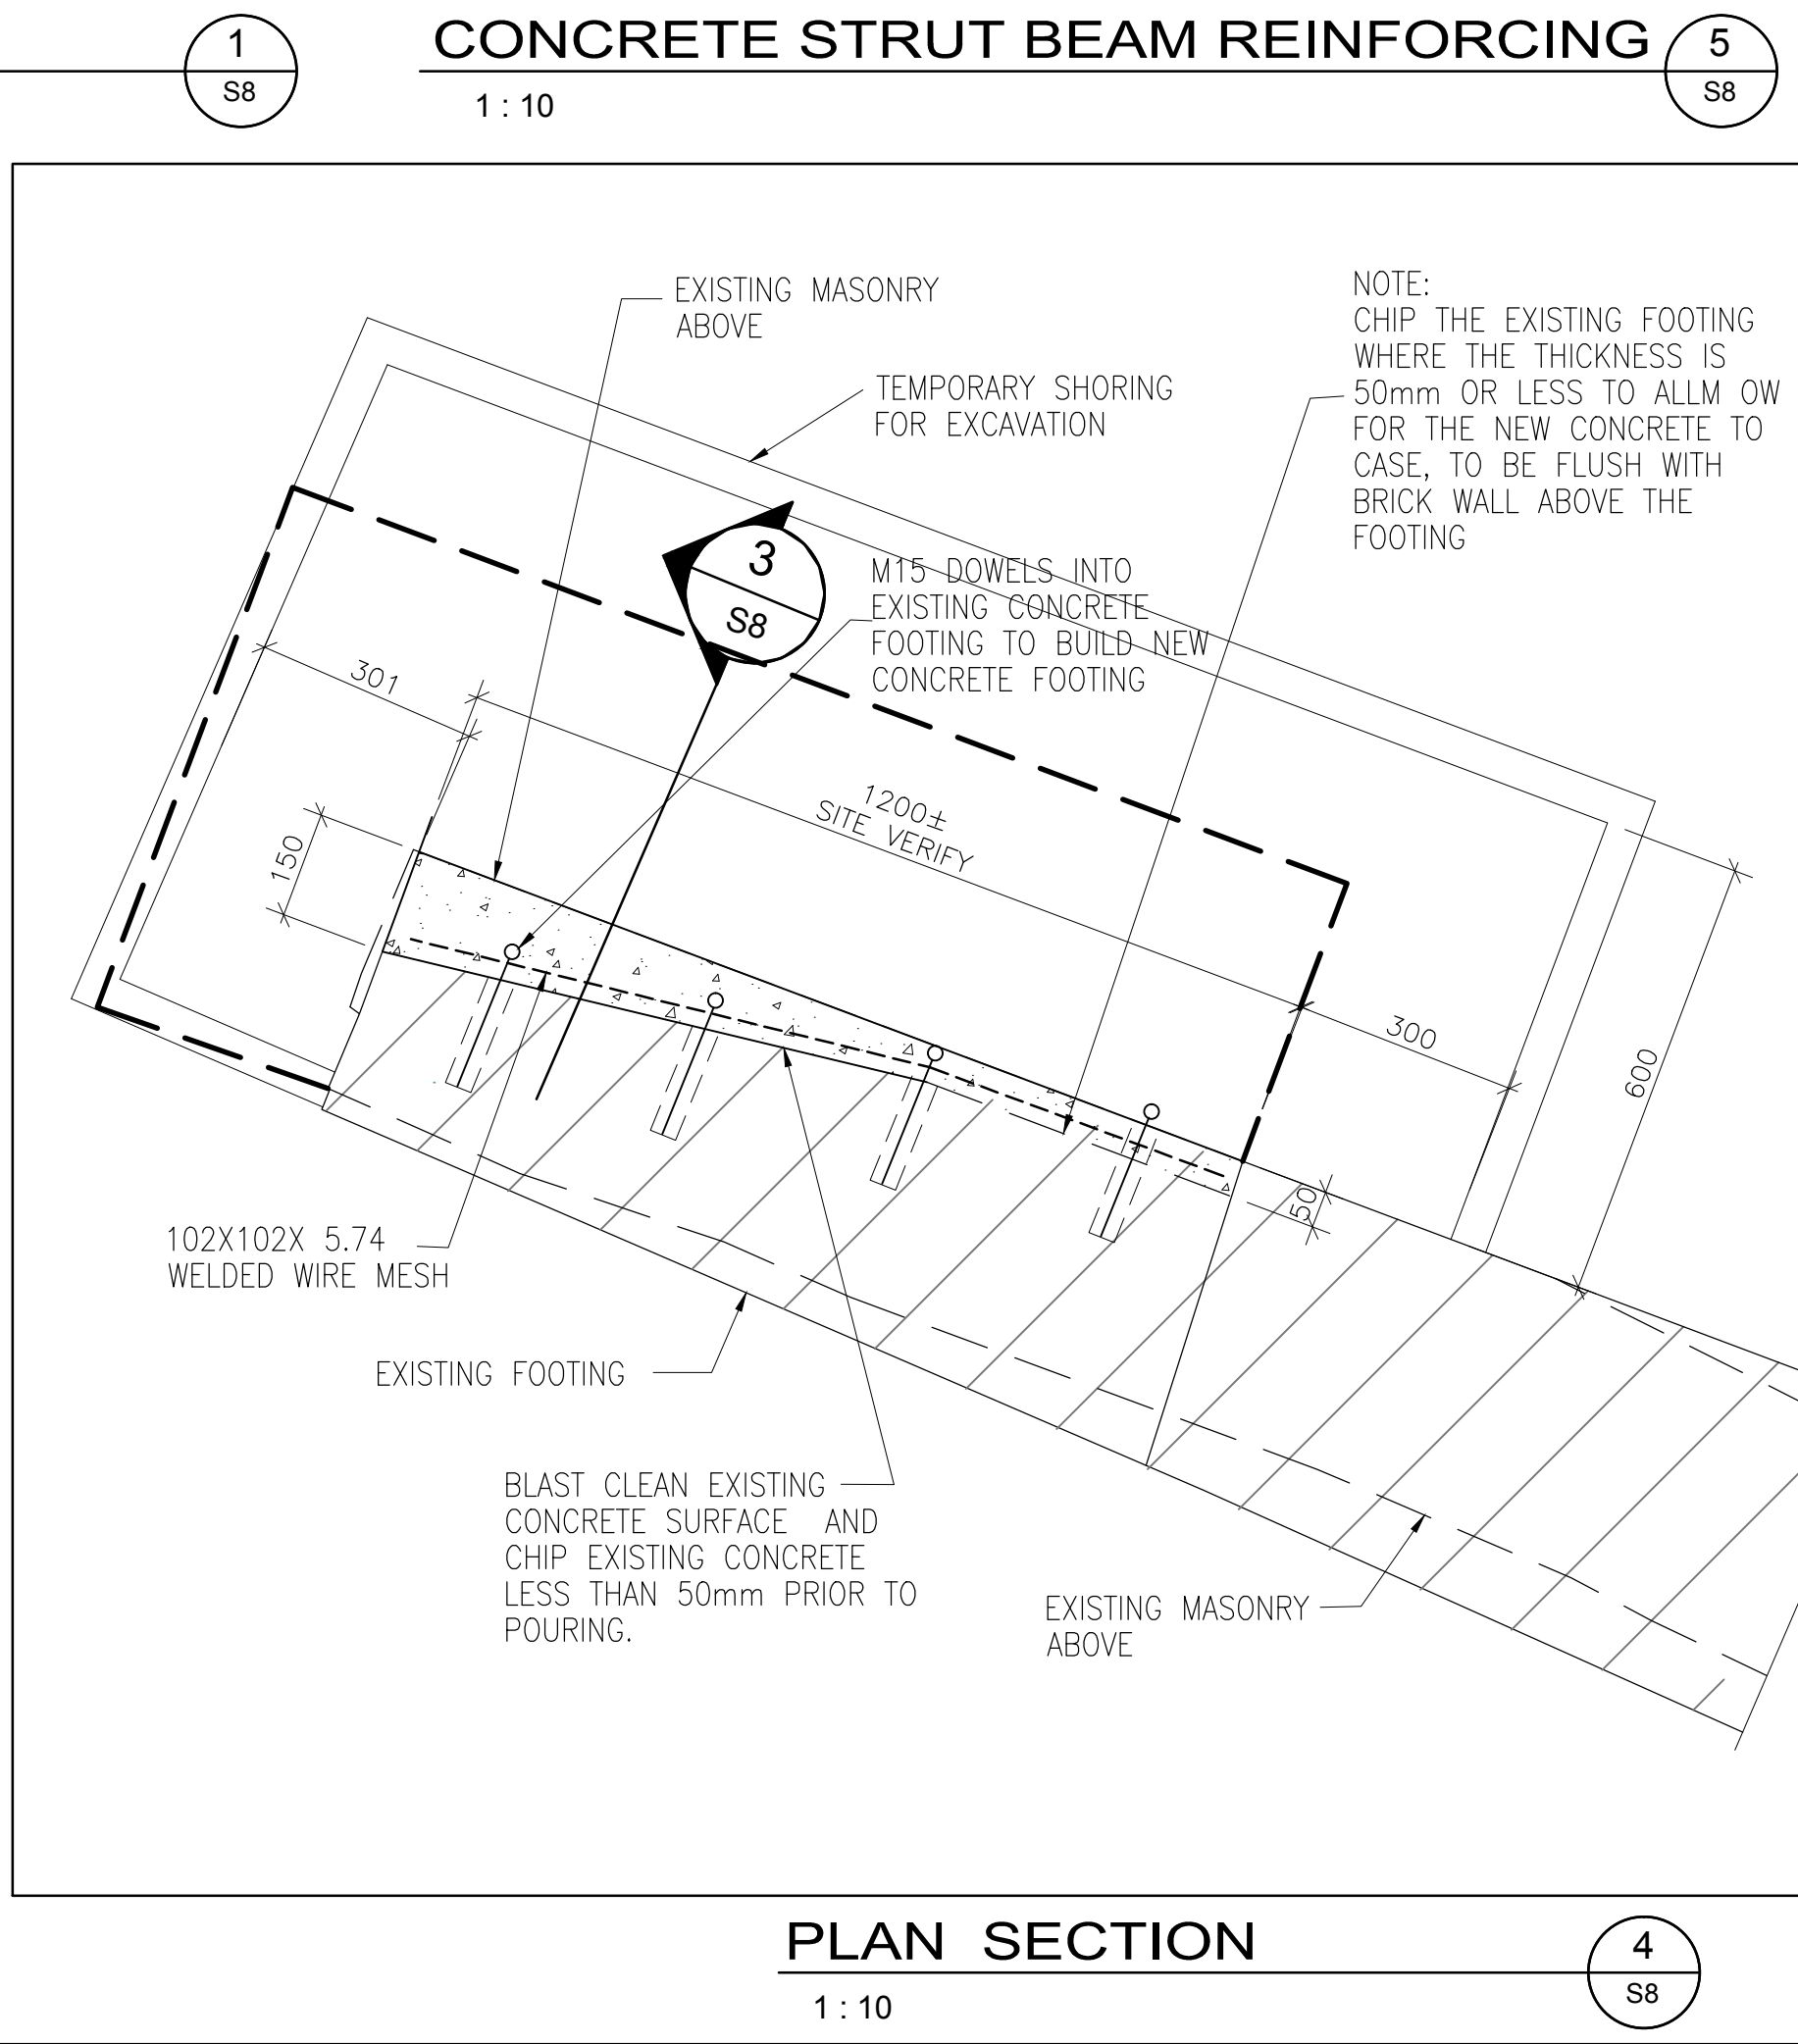 1
S8
CONCRETE STRUT BEAM REINFORCING
1 : 10
5
S8
EXISTING MASONRY
ABOVE
TEMPORARY SHORING
FOR EXCAVATION
NOTE:
CHIP THE EXISTING FOOTING
WHERE THE THICKNESS IS
50mm OR LESS TO ALLM OW
FOR THE NEW CONCRETE TO
CASE, TO BE FLUSH WITH
BRICK WALL ABOVE THE
FOOTING
3
S8
M15 DOWELS INTO
EXISTING CONCRETE
FOOTING TO BUILD NEW
CONCRETE FOOTING
301
1200±
SITE VERIFY
150
300
600
50
102X102X 5.74
WELDED WIRE MESH
EXISTING FOOTING
BLAST CLEAN EXISTING
CONCRETE SURFACE AND
CHIP EXISTING CONCRETE
LESS THAN 50mm PRIOR TO
POURING.
EXISTING MASONRY
ABOVE
PLAN SECTION
1 : 10
4
S8